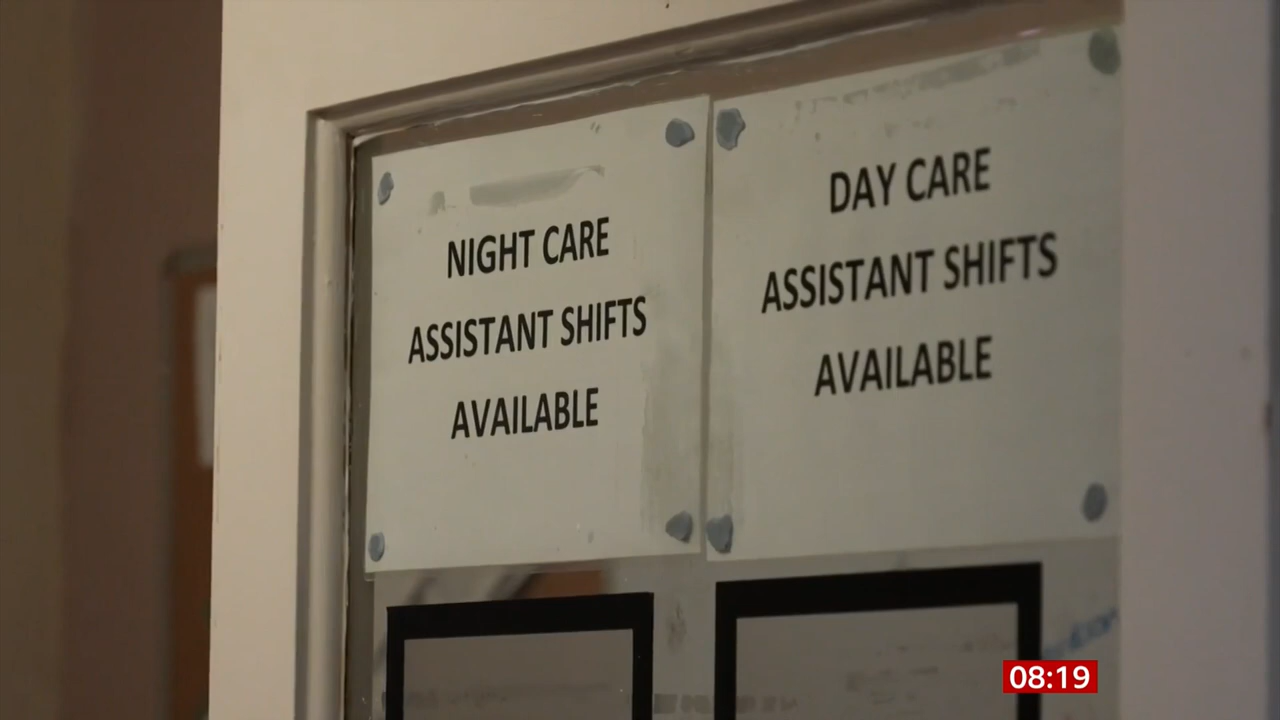 NIGHT CARE
ASSISTANT SHIFTS
AVAILABLE
DAY CARE
ASSISTANT SHIFTS
AVAILABLE
08:19